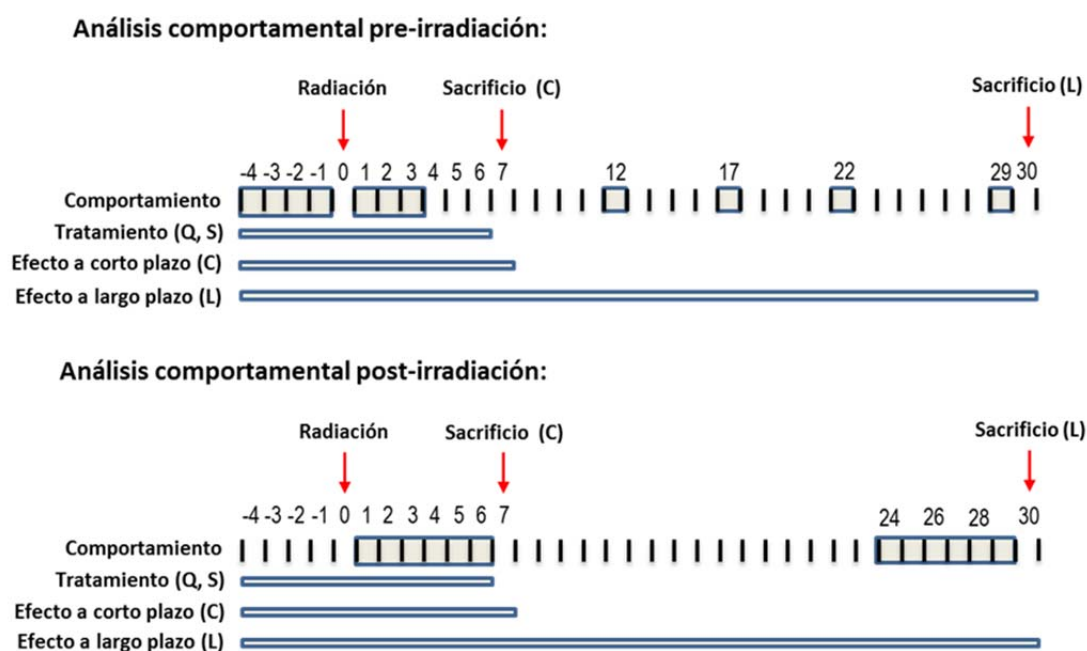 Análisis comportamental pre-irradiación:
Radiación Sacrificio (C) Sacrificio (L)
-4 -3 -2 -1 0 1 2 3 4 5 6 7 12 17 22 29 30
Comportamiento
Tratamiento (Q, S)
Efecto a corto plazo (C)
Efecto a largo plazo (L)
Análisis comportamental post-irradiación:
Radiación Sacrificio (C) Sacrificio (L)
-4 -3 -2 -1 0 1 2 3 4 5 6 7 24 26 28 30
Comportamiento
Tratamiento (Q, S)
Efecto a corto plazo (C)
Efecto a largo plazo (L)